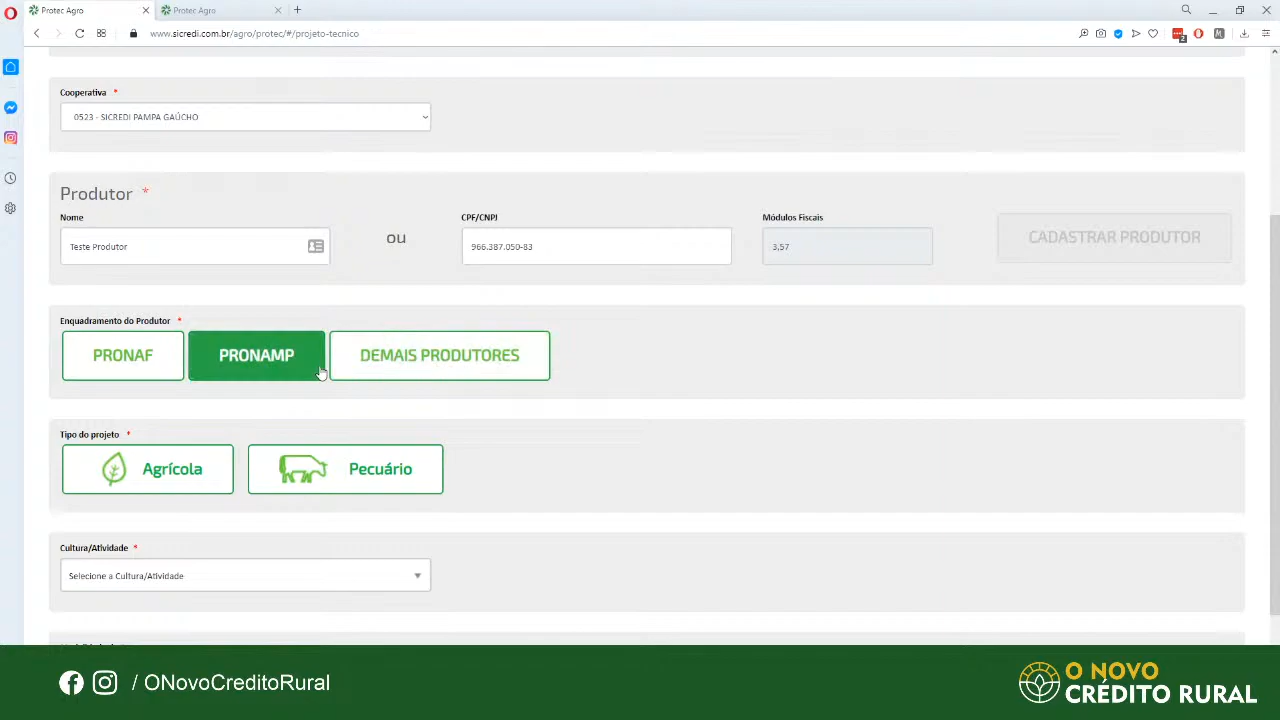 Protec Agro
Protec Agro
www.sicredi.com.br/agro/protec/#/projeto-tecnico
2
M
Cooperativa *
0523 - SICREDI PAMPA GAÚCHO
Produtor *
Nome
CPF/CNPJ
Módulos Fiscais
Teste Produtor
ou
966.387.050-83
3,57
CADASTRAR PRODUTOR
Enquadramento do Produtor *
PRONAF
PRONAMP
DEMAIS PRODUTORES
Tipo do projeto *
Agrícola
Pecuário
Cultura/Atividade *
Selecione a Cultura/Atividade
/ ONovoCreditoRural
O NOVO
CRÉDITO RURAL